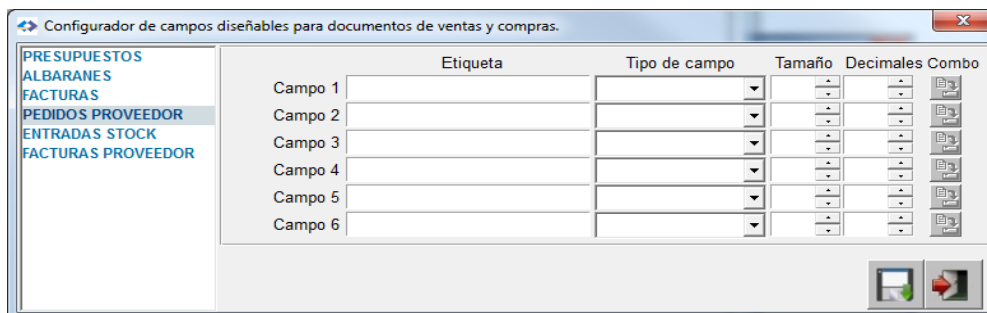 Configurador de campos diseñables para documentos de ventas y compras.
PRESUPUESTOS
ALBARANES
FACTURAS
PEDIDOS PROVEEDOR
ENTRADAS STOCK
FACTURAS PROVEEDOR
Etiqueta Tipo de campo Tamaño Decimales Combo
Campo 1
Campo 2
Campo 3
Campo 4
Campo 5
Campo 6